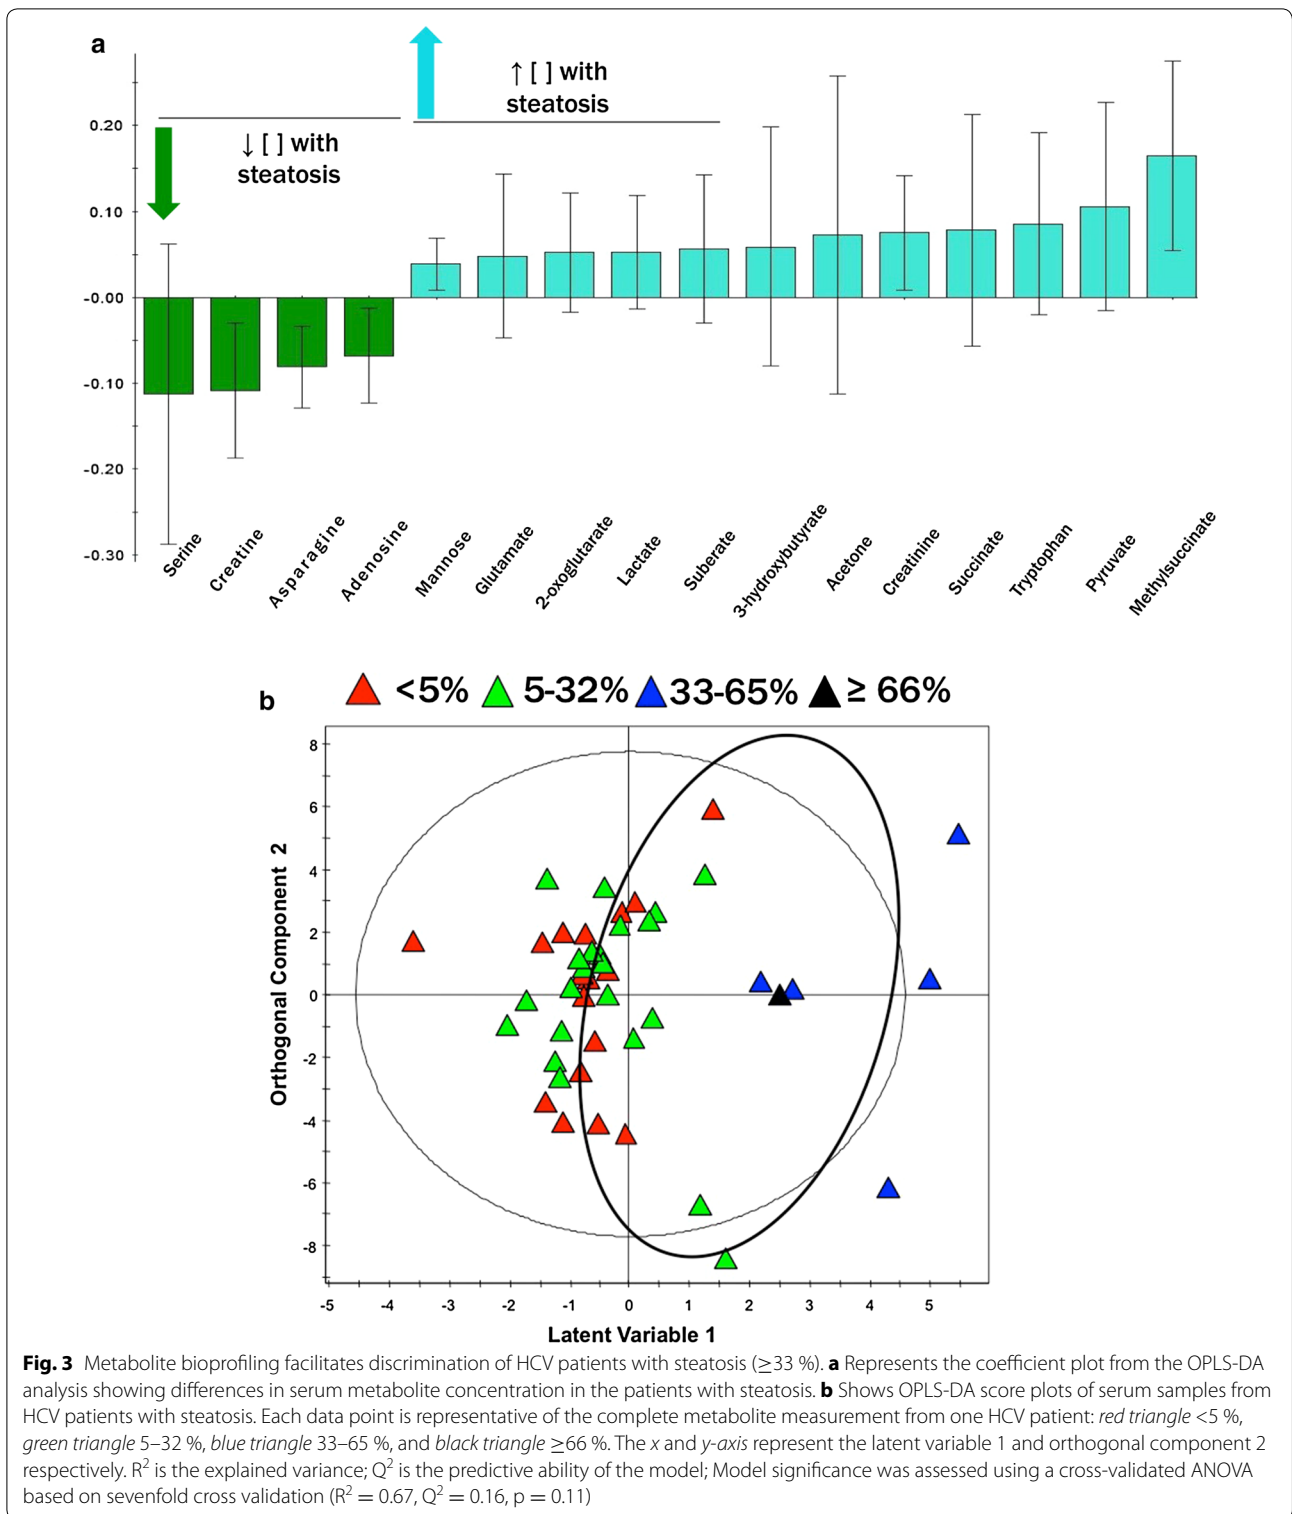 a
↑ [ ] with
steatosis
↓ [ ] with
steatosis
0.20
0.10
-0.00
-0.10
-0.20
-0.30
Serine
Creatine
Asparagine
Adenosine
Mannose
Glutamate
2-oxoglutarate
Lactate
Suberate
3-hydroxybutyrate
Acetone
Creatinine
Succinate
Tryptophan
Pyruvate
Methylsuccinate
b
<5% 5-32% 33-65% ≥ 66%
8
6
4
2
0
-2
-4
-6
-8
Orthogonal Component 2
-5 -4 -3 -2 -1 0 1 2 3 4 5
Latent Variable 1
Fig. 3 Metabolite bioprofiling facilitates discrimination of HCV patients with steatosis (≥33 %). a Represents the coefficient plot from the OPLS-DA
analysis showing differences in serum metabolite concentration in the patients with steatosis. b Shows OPLS-DA score plots of serum samples from
HCV patients with steatosis. Each data point is representative of the complete metabolite measurement from one HCV patient: red triangle <5 %,
green triangle 5–32 %, blue triangle 33–65 %, and black triangle ≥66 %. The x and y-axis represent the latent variable 1 and orthogonal component 2
respectively. R² is the explained variance; Q² is the predictive ability of the model; Model significance was assessed using a cross-validated ANOVA
based on sevenfold cross validation (R² = 0.67, Q² = 0.16, p = 0.11)